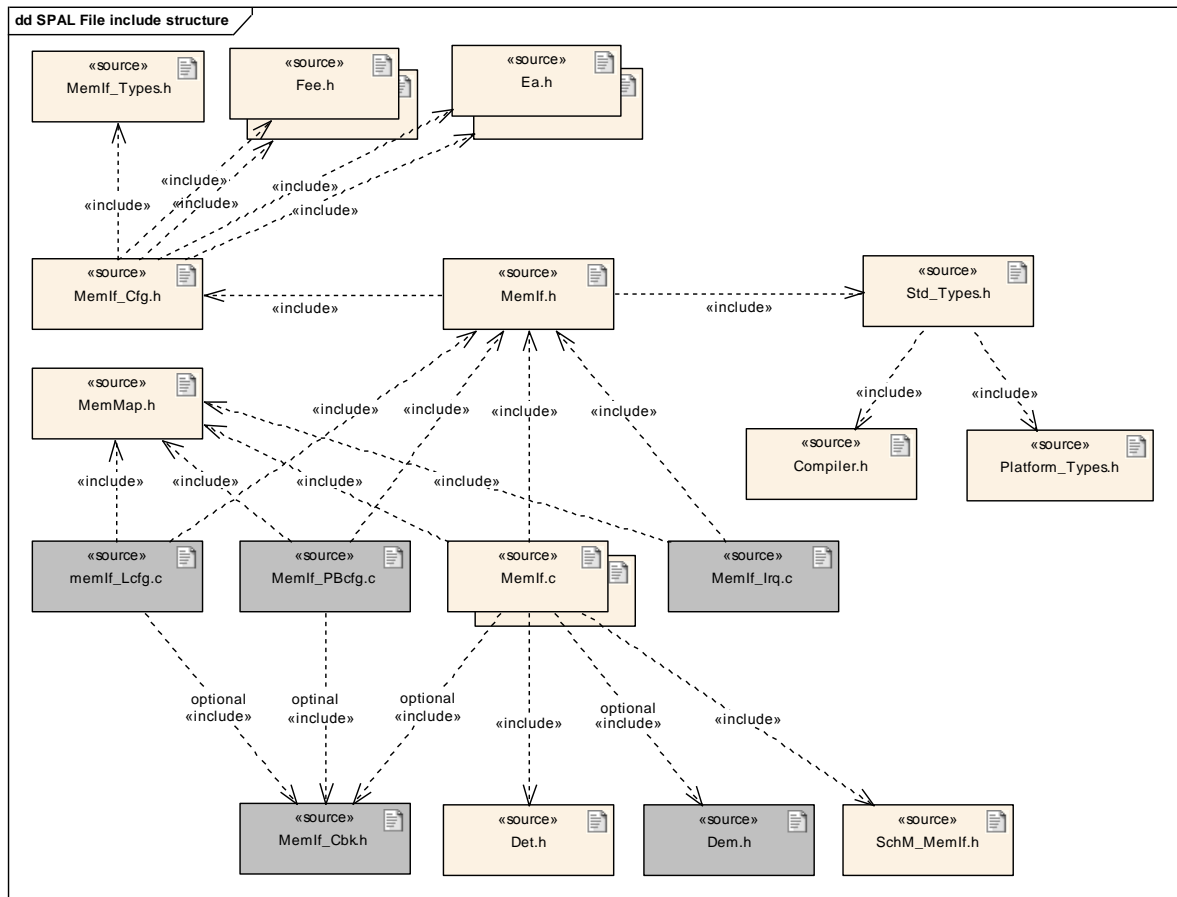 dd SPAL File include structure
«source»
MemIf_Types.h
«source»
Fee.h
«source»
Ea.h
«include»
«include»
«include»
«include»
«include»
«source»
MemIf_Cfg.h
«source»
MemIf.h
«source»
Std_Types.h
«include»
«include»
«source»
MemMap.h
«include»
«include»
«include»
«include»
«include»
«include»
«source»
Compiler.h
«source»
Platform_Types.h
«include»
«include»
«include»
«include»
«source»
memIf_Lcfg.c
«source»
MemIf_PBcfg.c
«source»
MemIf.c
«source»
MemIf_Irq.c
optional
«include»
optinal
«include»
optional
«include»
«include»
optional
«include»
«include»
«source»
MemIf_Cbk.h
«source»
Det.h
«source»
Dem.h
«source»
SchM_MemIf.h